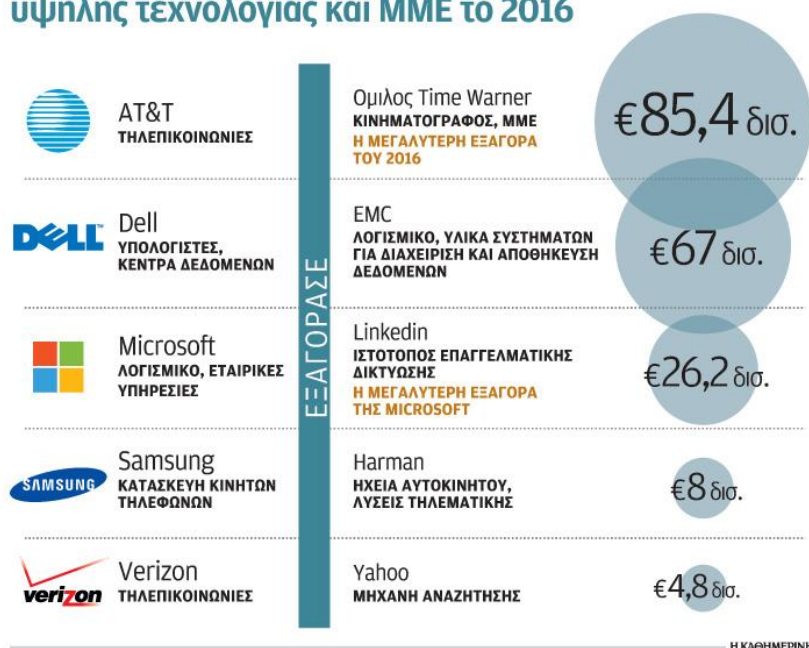 υψηλής τεχνολογίας και ΜΜΕ το 2016
AT&T
ΤΗΛΕΠΙΚΟΙΝΩΝΙΕΣ
Ομιλος Time Warner
ΚΙΝΗΜΑΤΟΓΡΑΦΟΣ, ΜΜΕ
Η ΜΕΓΑΛΥΤΕΡΗ ΕΞΑΓΟΡΑ
ΤΟΥ 2016
€85,4 δισ.
DELL
Dell
ΥΠΟΛΟΓΙΣΤΕΣ,
ΚΕΝΤΡΑ ΔΕΔΟΜΕΝΩΝ
EMC
ΛΟΓΙΣΜΙΚΟ, ΥΛΙΚΑ ΣΥΣΤΗΜΑΤΩΝ
ΓΙΑ ΔΙΑΧΕΙΡΙΣΗ ΚΑΙ ΑΠΟΘΗΚΕΥΣΗ
ΔΕΔΟΜΕΝΩΝ
€67 δισ.
ΕΞΑΓΟΡΑΣΕ
Microsoft
ΛΟΓΙΣΜΙΚΟ, ΕΤΑΙΡΙΚΕΣ
ΥΠΗΡΕΣΙΕΣ
Linkedin
ΙΣΤΟΤΟΠΟΣ ΕΠΑΓΓΕΛΜΑΤΙΚΗΣ
ΔΙΚΤΥΩΣΗΣ
Η ΜΕΓΑΛΥΤΕΡΗ ΕΞΑΓΟΡΑ
ΤΗΣ MICROSOFT
€26,2 δισ.
SAMSUNG
Samsung
ΚΑΤΑΣΚΕΥΗ ΚΙΝΗΤΩΝ
ΤΗΛΕΦΩΝΩΝ
Harman
ΗΧΕΙΑ ΑΥΤΟΚΙΝΗΤΟΥ,
ΛΥΣΕΙΣ ΤΗΛΕΜΑΤΙΚΗΣ
€8 δισ.
verizon
Verizon
ΤΗΛΕΠΙΚΟΙΝΩΝΙΕΣ
Yahoo
ΜΗΧΑΝΗ ΑΝΑΖΗΤΗΣΗΣ
€4,8 δισ.
Η ΚΑΘΗΜΕΡΙΝΗ